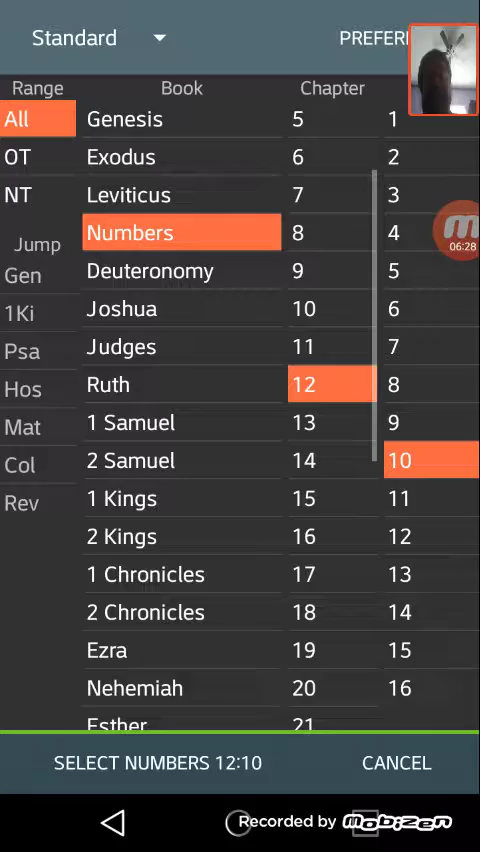 Standard PREFER
Range Book Chapter
All Genesis 5 1
OT Exodus 6 2
NT Leviticus 7 3
Numbers 8 4
Jump
06:28
Gen Deuteronomy 9 5
1Ki Joshua 10 6
Psa Judges 11 7
Hos Ruth 12 8
Mat 1 Samuel 13 9
Col 2 Samuel 14 10
Rev 1 Kings 15 11
2 Kings 16 12
1 Chronicles 17 13
2 Chronicles 18 14
Ezra 19 15
Nehemiah 20 16
Esther 21
SELECT NUMBERS 12:10 CANCEL
Recorded by Mobizen